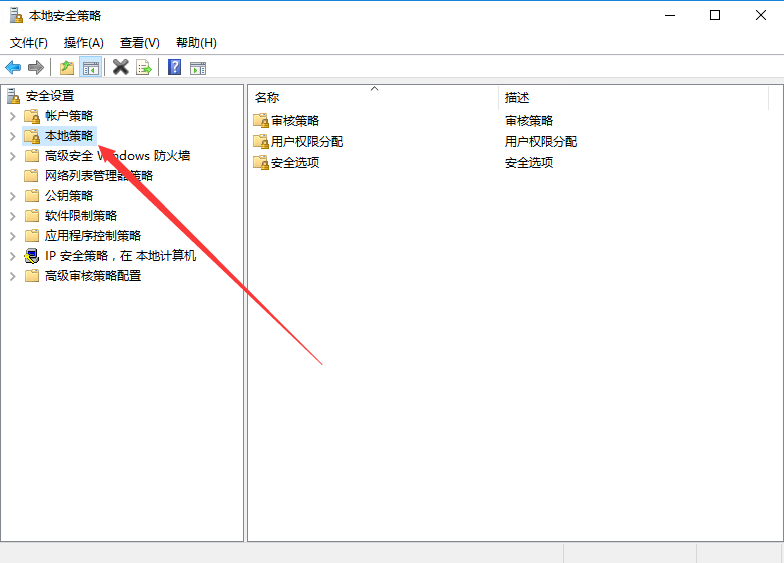 本地安全策略
文件(F) 操作(A) 查看(V) 帮助(H)
安全设置
帐户策略
本地策略
高级安全 Windows 防火墙
网络列表管理器策略
公钥策略
软件限制策略
应用程序控制策略
IP 安全策略，在 本地计算机
高级审核策略配置
名称 描述
审核策略 审核策略
用户权限分配 用户权限分配
安全选项 安全选项